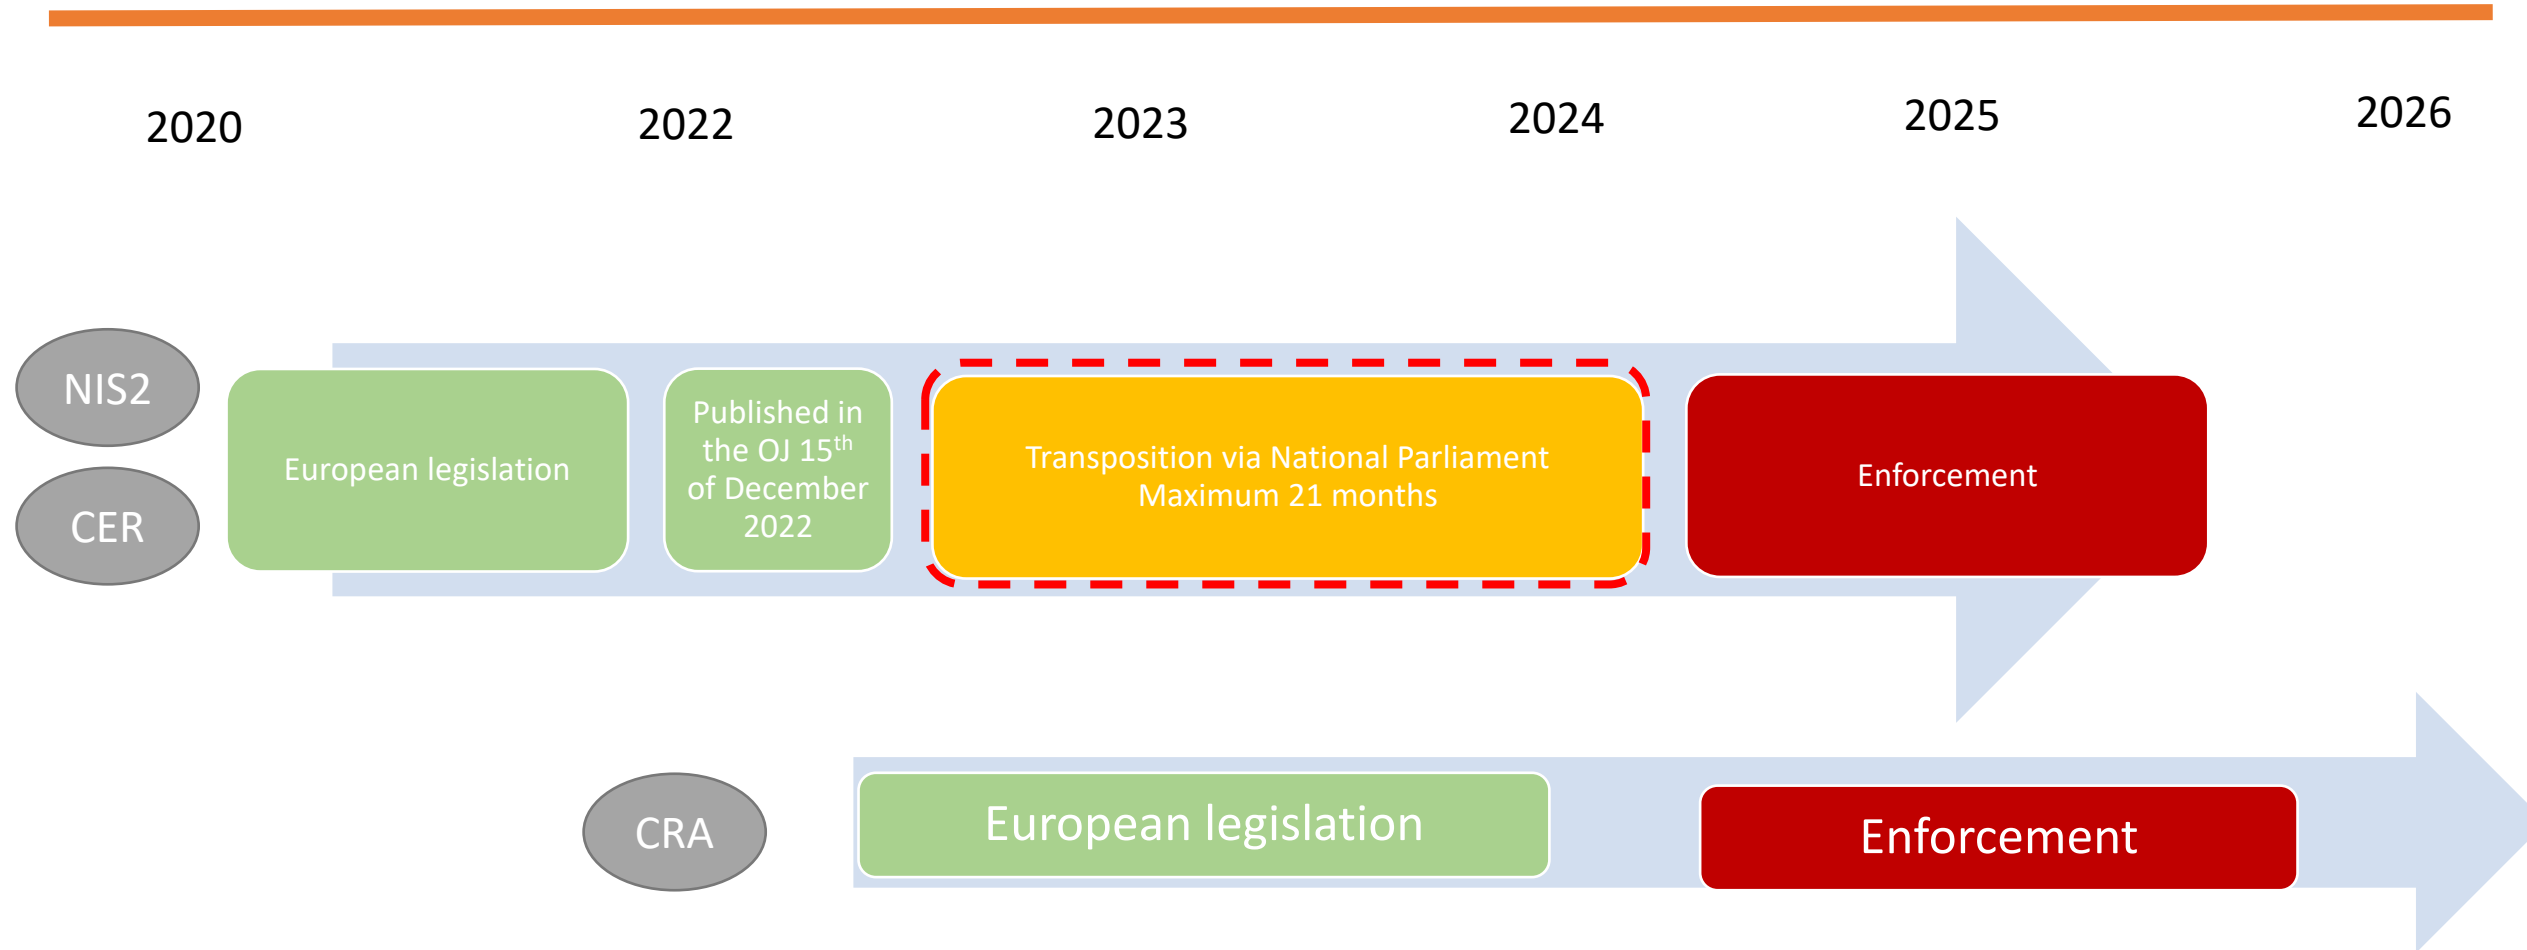 2020
2022
2023
2024
2025
2026
NIS2
CER
European legislation
Published in
the OJ 15th
of December
2022
Transposition via National Parliament
Maximum 21 months
Enforcement
CRA
European legislation
Enforcement